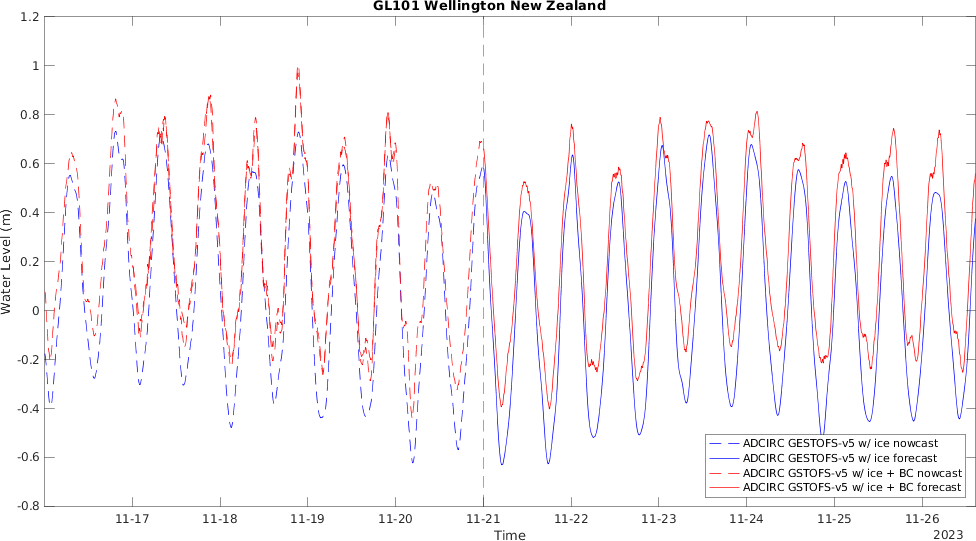 GL101 Wellington New Zealand
1.2
1
0.8
0.6
0.4
0.2
0
-0.2
-0.4
-0.6
-0.8
Water Level (m)
ADCIRC GESTOFS-v5 w/ ice nowcast
ADCIRC GESTOFS-v5 w/ ice forecast
ADCIRC GSTOFS-v5 w/ ice + BC nowcast
ADCIRC GSTOFS-v5 w/ ice + BC forecast
11-17 11-18 11-19 11-20 11-21 11-22 11-23 11-24 11-25 11-26
Time
2023